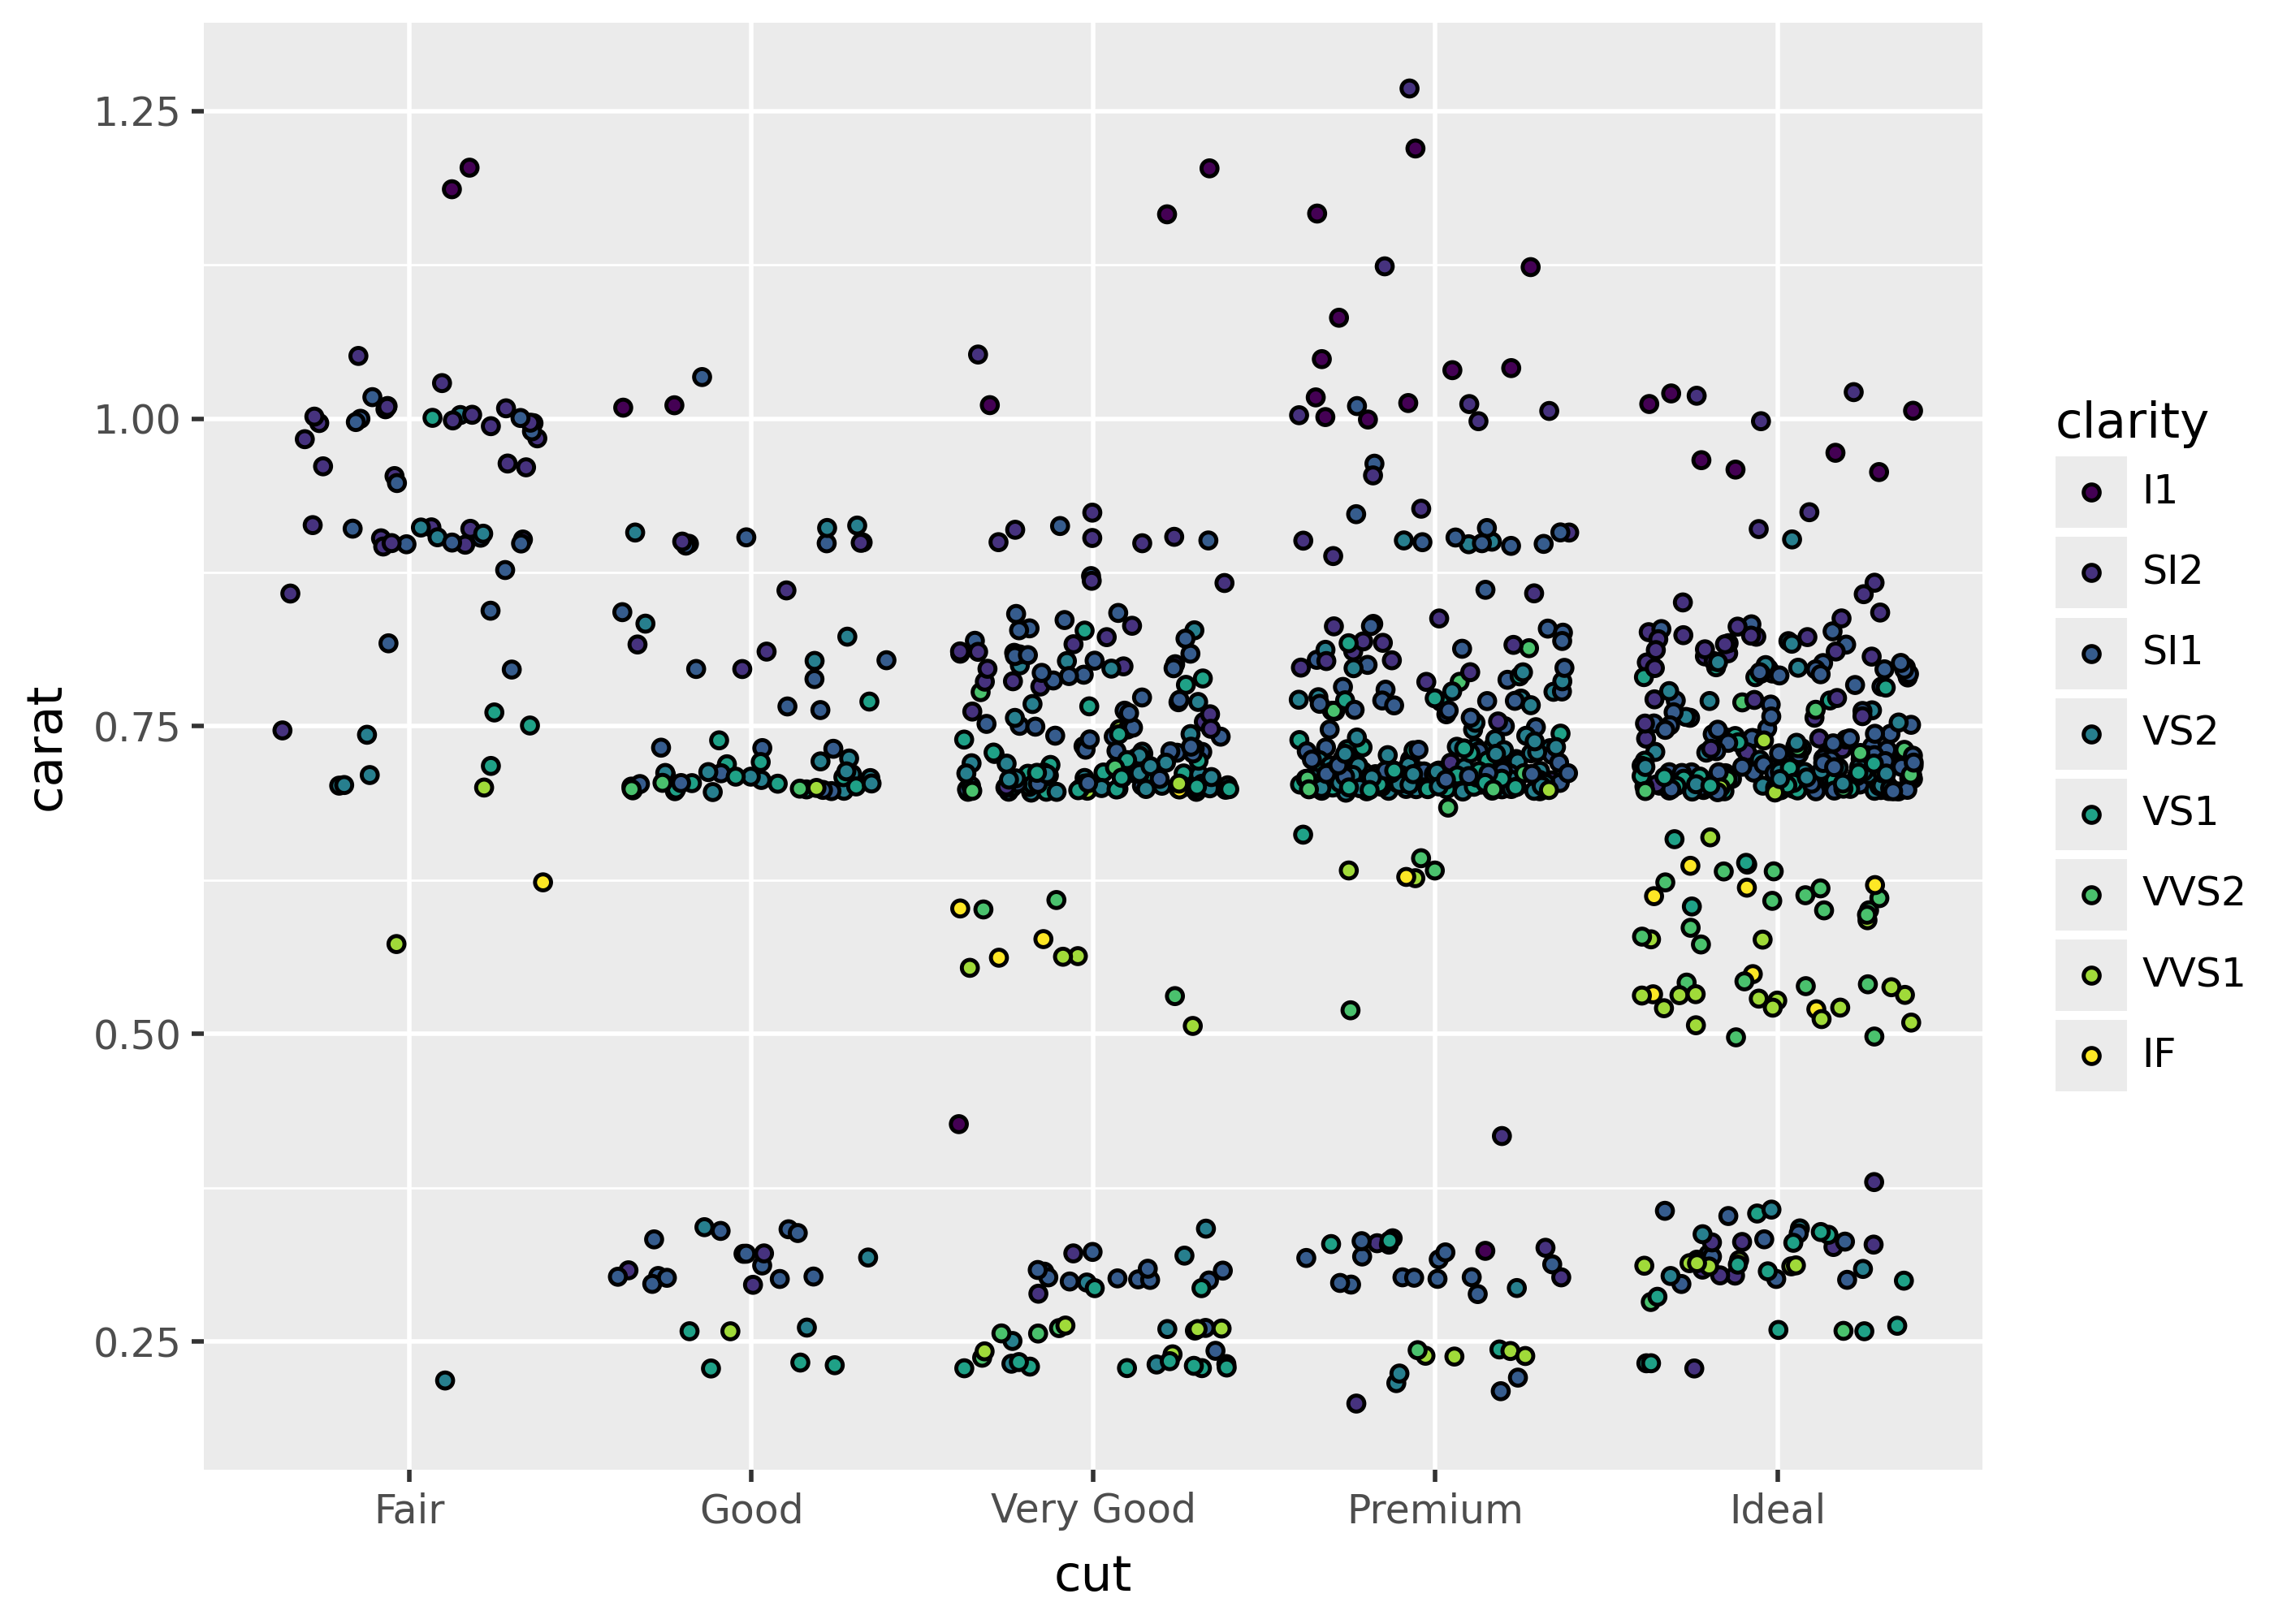 1.25
1.00
0.75
0.50
0.25
carat
Fair
Good
Very Good
Premium
Ideal
cut
clarity
I1
SI2
SI1
VS2
VS1
VVS2
VVS1
IF